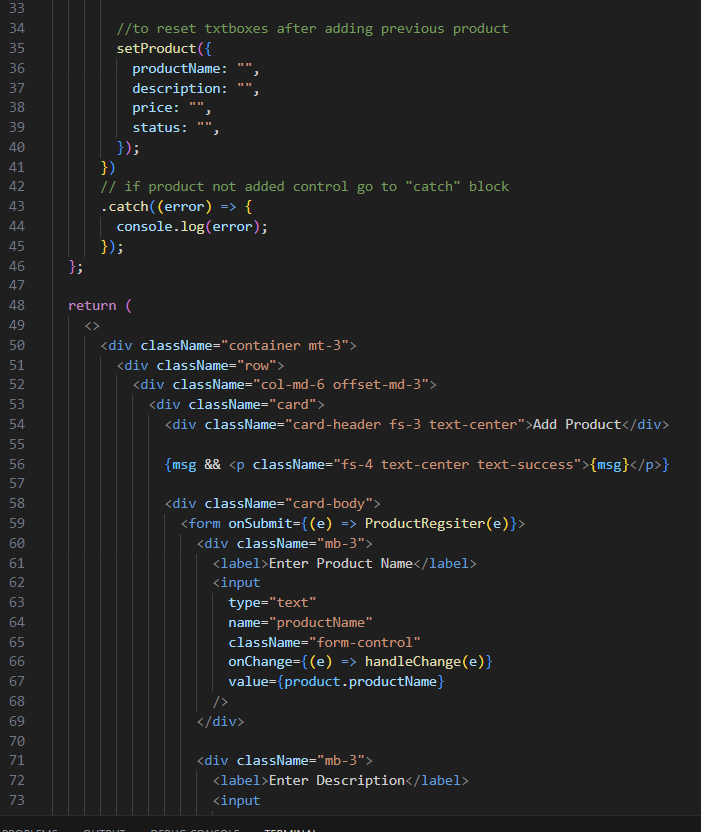 33
34 //to reset txtboxes after adding previous product
35 setProduct({
36 productName: "",
37 description: "",
38 price: "",
39 status: "",
40 });
41 })
42 // if product not added control go to "catch" block
43 .catch((error) => {
44 console.log(error);
45 });
46 };
47
48 return (
49 <>
50 <div className="container mt-3">
51 <div className="row">
52 <div className="col-md-6 offset-md-3">
53 <div className="card">
54 <div className="card-header fs-3 text-center">Add Product</div>
55
56 {msg && <p className="fs-4 text-center text-success">{msg}</p>}
57
58 <div className="card-body">
59 <form onSubmit={(e) => ProductRegsiter(e)}>
60 <div className="mb-3">
61 <label>Enter Product Name</label>
62 <input
63 type="text"
64 name="productName"
65 className="form-control"
66 onChange={(e) => handleChange(e)}
67 value={product.productName}
68 />
69 </div>
70
71 <div className="mb-3">
72 <label>Enter Description</label>
73 <input
PROBLEMS OUTPUT DEBUG CONSOLE TERMINAL